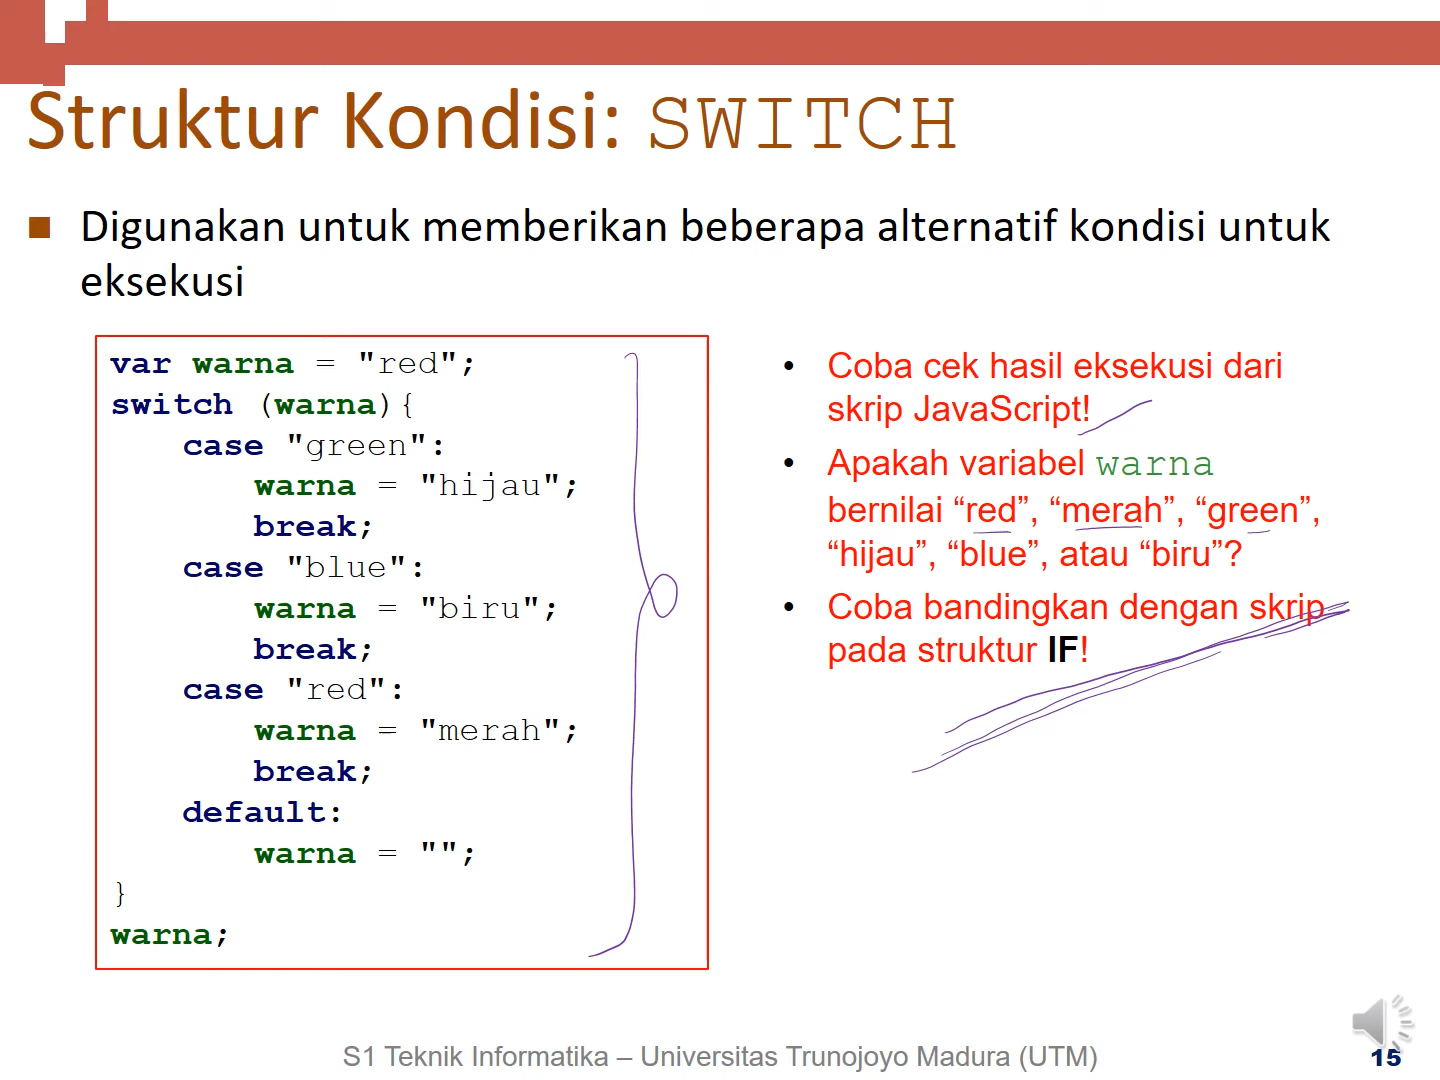 Struktur Kondisi: SWITCH
Digunakan untuk memberikan beberapa alternatif kondisi untuk
eksekusi
var warna = "red";
switch (warna){
case "green":
warna = "hijau";
break;
case "blue":
warna = "biru";
break;
case "red":
warna = "merah";
break;
default:
warna = "";
}
warna;
• Coba cek hasil eksekusi dari
skrip JavaScript!
• Apakah variabel warna
bernilai “red”, “merah”, “green”,
“hijau”, “blue”, atau “biru”?
• Coba bandingkan dengan skrip
pada struktur IF!
S1 Teknik Informatika – Universitas Trunojoyo Madura (UTM)
15